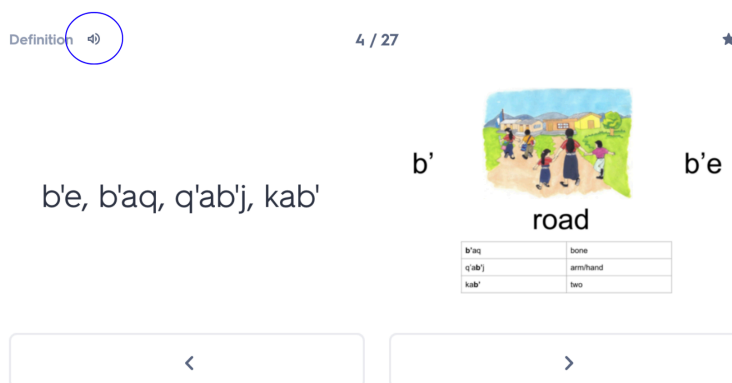 Definition
4 / 27
b'e, b'aq, q'ab'j, kab'
b’
b’e
road
b'aq bone
q'ab'j arm/hand
kab' two